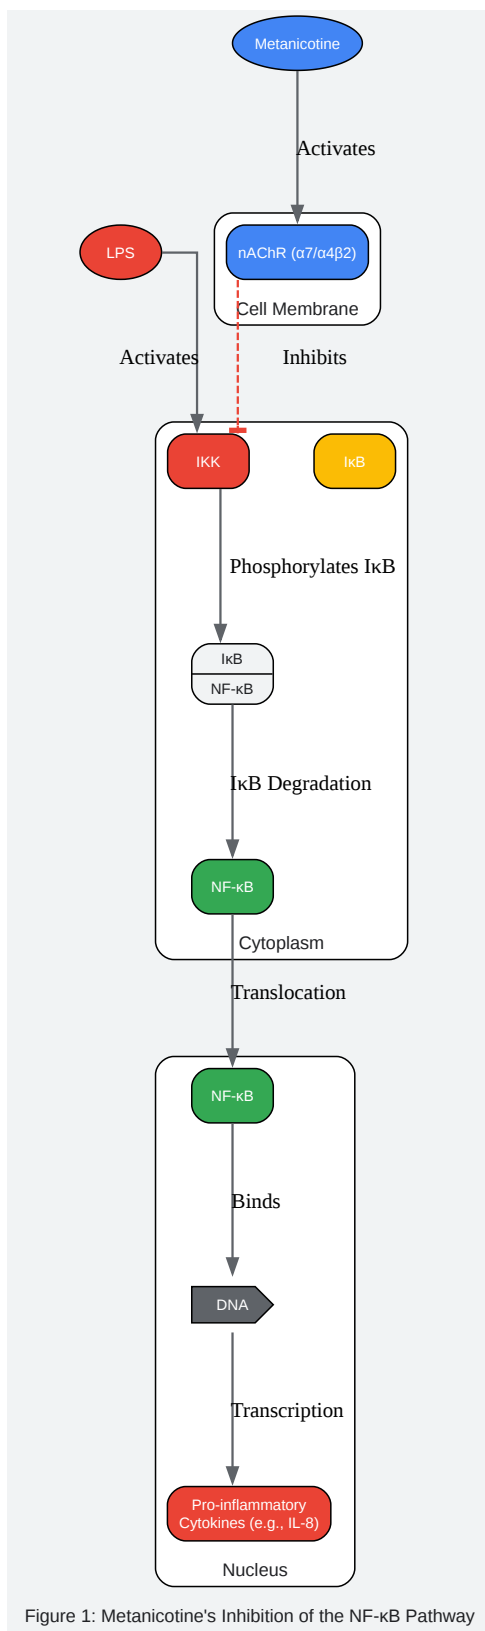 Metanicotine
Activates
LPS
nAChR (α7/α4β2)
Cell Membrane
Activates
Inhibits
IKK
IκB
Phosphorylates IκB
IκB
NF-κB
IκB Degradation
NF-κB
Cytoplasm
Translocation
NF-κB
Binds
DNA
Transcription
Pro-inflammatory
Cytokines (e.g., IL-8)
Nucleus
Figure 1: Metanicotine's Inhibition of the NF-κB Pathway